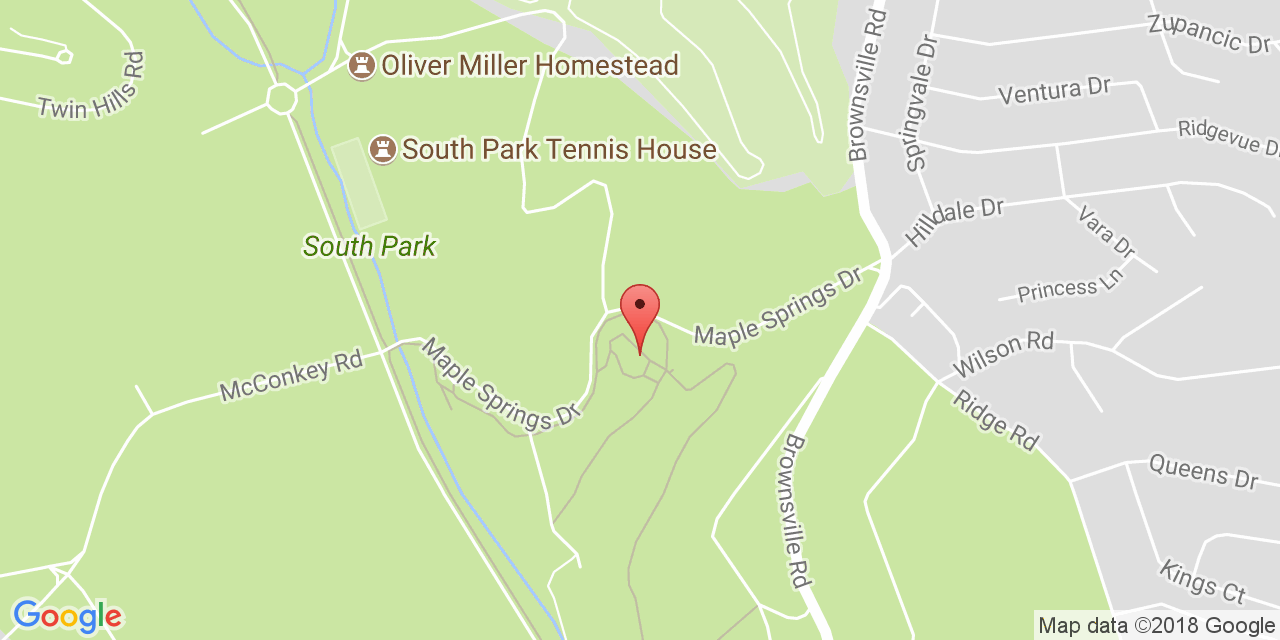 Zupancic Dr
Brownsville Rd
Springvale Dr
Oliver Miller Homestead
Twin Hills Rd
Ventura Dr
South Park Tennis House
Ridgevue D
Hilldale Dr
Vara Dr
South Park
Princess Ln
Maple Springs Dr
Wilson Rd
McConkey Rd
Maple Springs Dr
Ridge Rd
Brownsville Rd
Queens Dr
Kings Ct
Google
Map data ©2018 Google